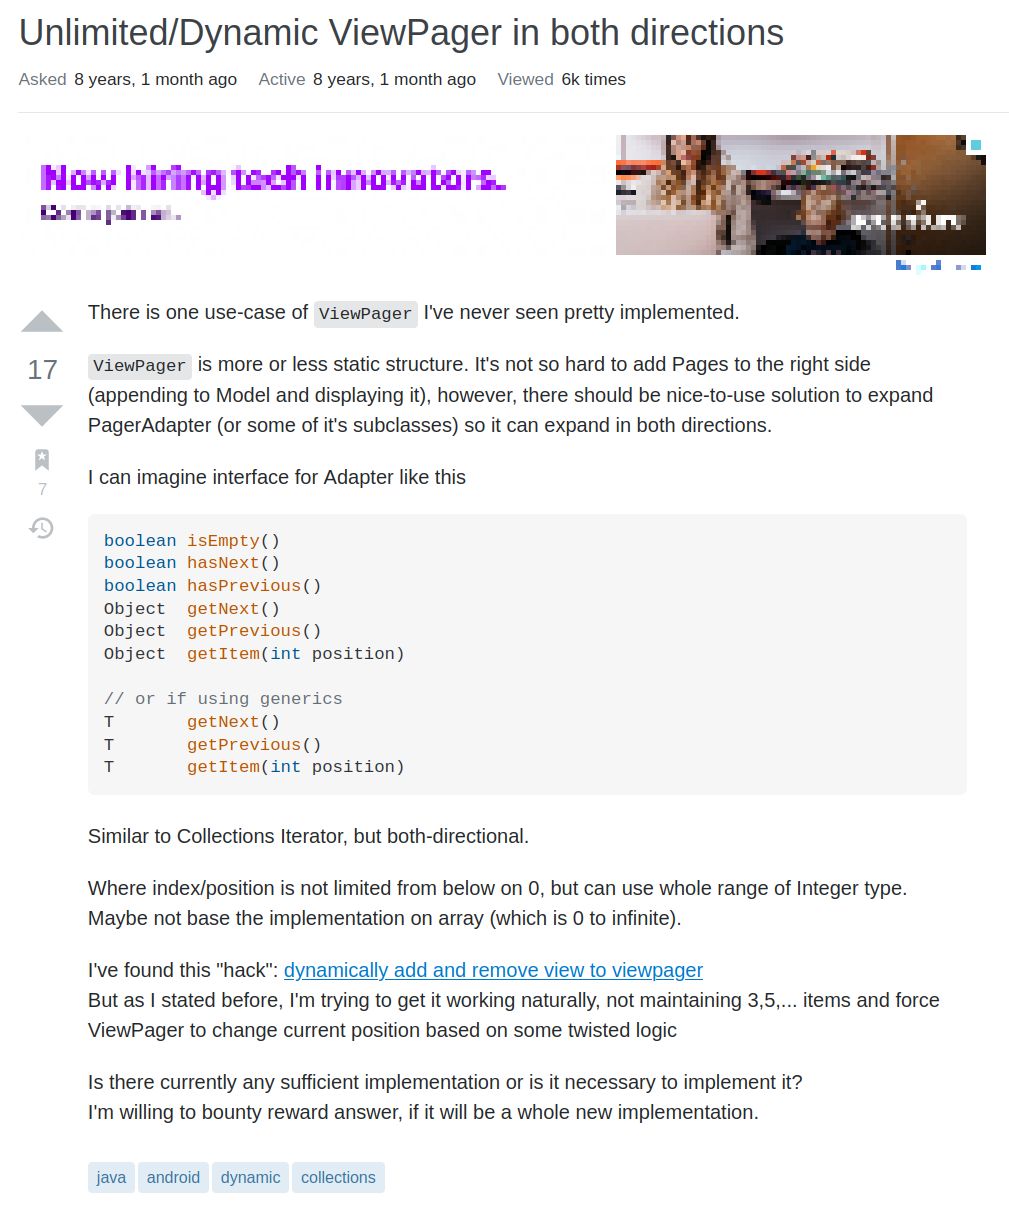 Unlimited/Dynamic ViewPager in both directions
Asked 8 years, 1 month ago Active 8 years, 1 month ago Viewed 6k times
There is one use-case of ViewPager I've never seen pretty implemented.
17
ViewPager is more or less static structure. It's not so hard to add Pages to the right side
(appending to Model and displaying it), however, there should be nice-to-use solution to expand
PagerAdapter (or some of it's subclasses) so it can expand in both directions.
7
I can imagine interface for Adapter like this
boolean isEmpty()
boolean hasNext()
boolean hasPrevious()
Object  getNext()
Object  getPrevious()
Object  getItem(int position)
// or if using generics
T       getNext()
T       getPrevious()
T       getItem(int position)
Similar to Collections Iterator, but both-directional.
Where index/position is not limited from below on 0, but can use whole range of Integer type.
Maybe not base the implementation on array (which is 0 to infinite).
I've found this "hack": dynamically add and remove view to viewpager
But as I stated before, I'm trying to get it working naturally, not maintaining 3,5,... items and force
ViewPager to change current position based on some twisted logic
Is there currently any sufficient implementation or is it necessary to implement it?
I'm willing to bounty reward answer, if it will be a whole new implementation.
java android dynamic collections